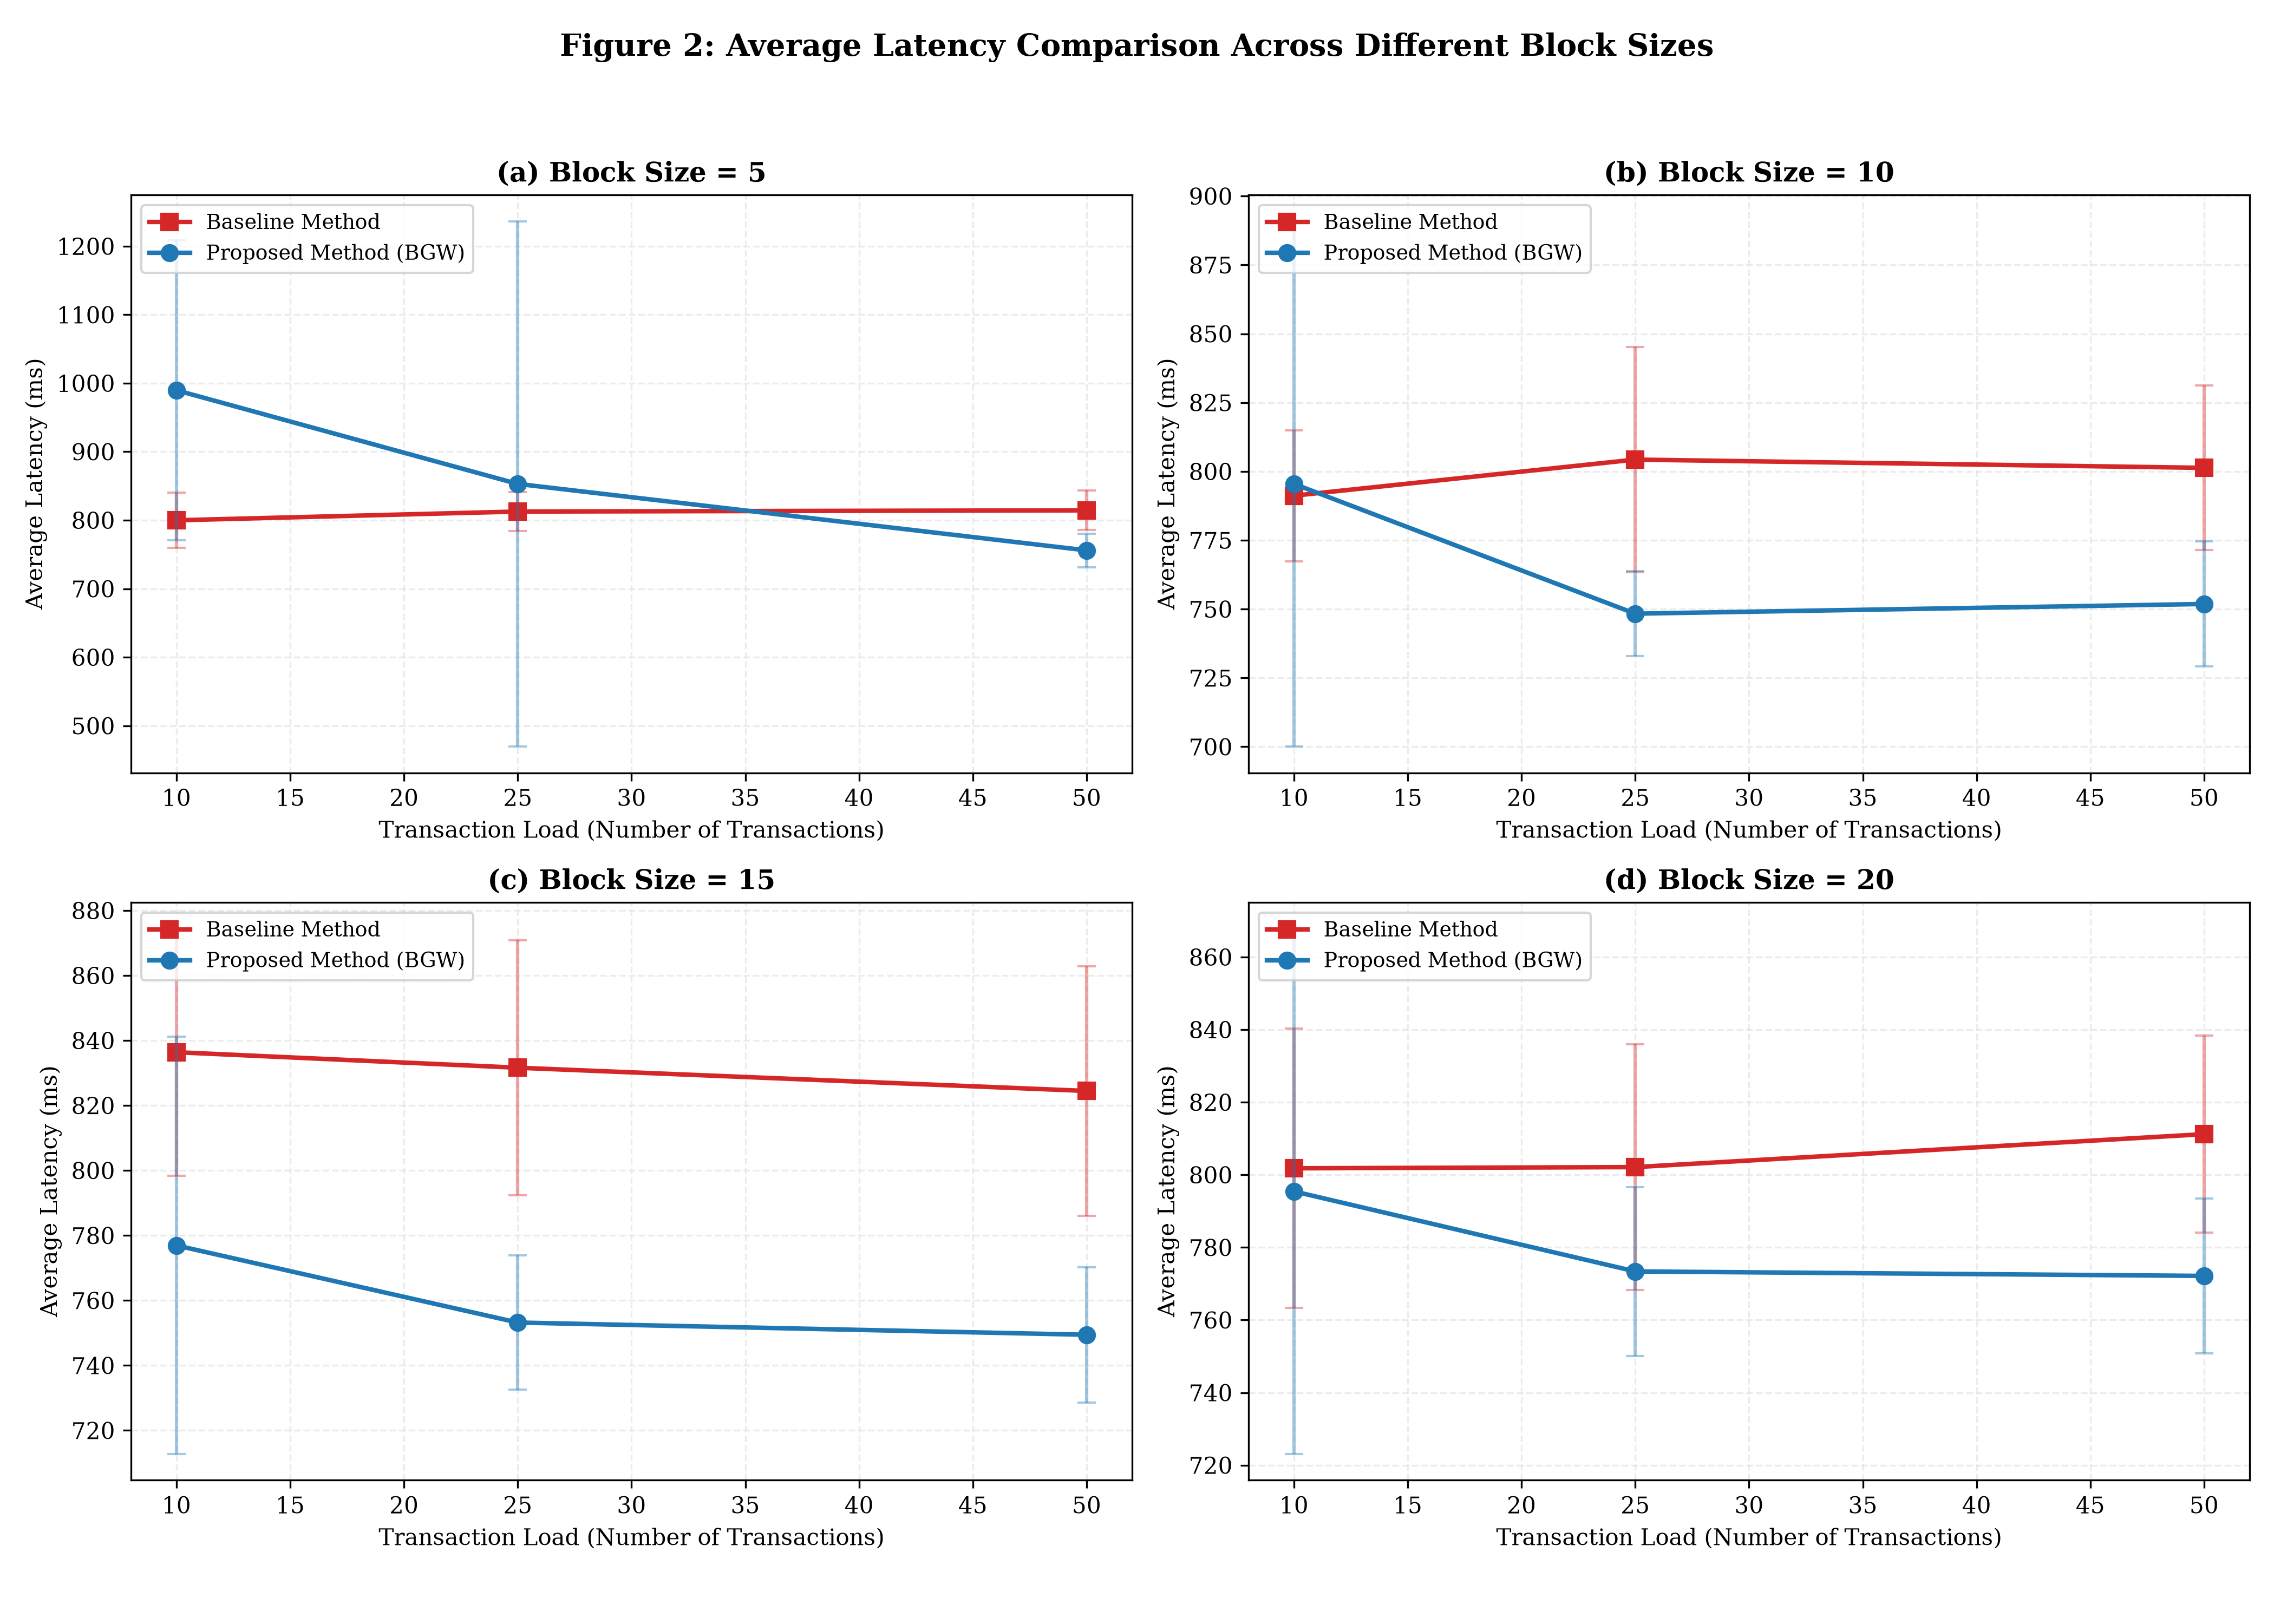 Figure 2: Average Latency Comparison Across Different Block Sizes
(a) Block Size = 5
Baseline Method
Proposed Method (BGW)
1200
1100
1000
900
800
700
600
500
Average Latency (ms)
10 15 20 25 30 35 40 45 50
Transaction Load (Number of Transactions)
(b) Block Size = 10
Baseline Method
Proposed Method (BGW)
900
875
850
825
800
775
750
725
700
Average Latency (ms)
10 15 20 25 30 35 40 45 50
Transaction Load (Number of Transactions)
(c) Block Size = 15
Baseline Method
Proposed Method (BGW)
880
860
840
820
800
780
760
740
720
Average Latency (ms)
10 15 20 25 30 35 40 45 50
Transaction Load (Number of Transactions)
(d) Block Size = 20
Baseline Method
Proposed Method (BGW)
860
840
820
800
780
760
740
720
Average Latency (ms)
10 15 20 25 30 35 40 45 50
Transaction Load (Number of Transactions)